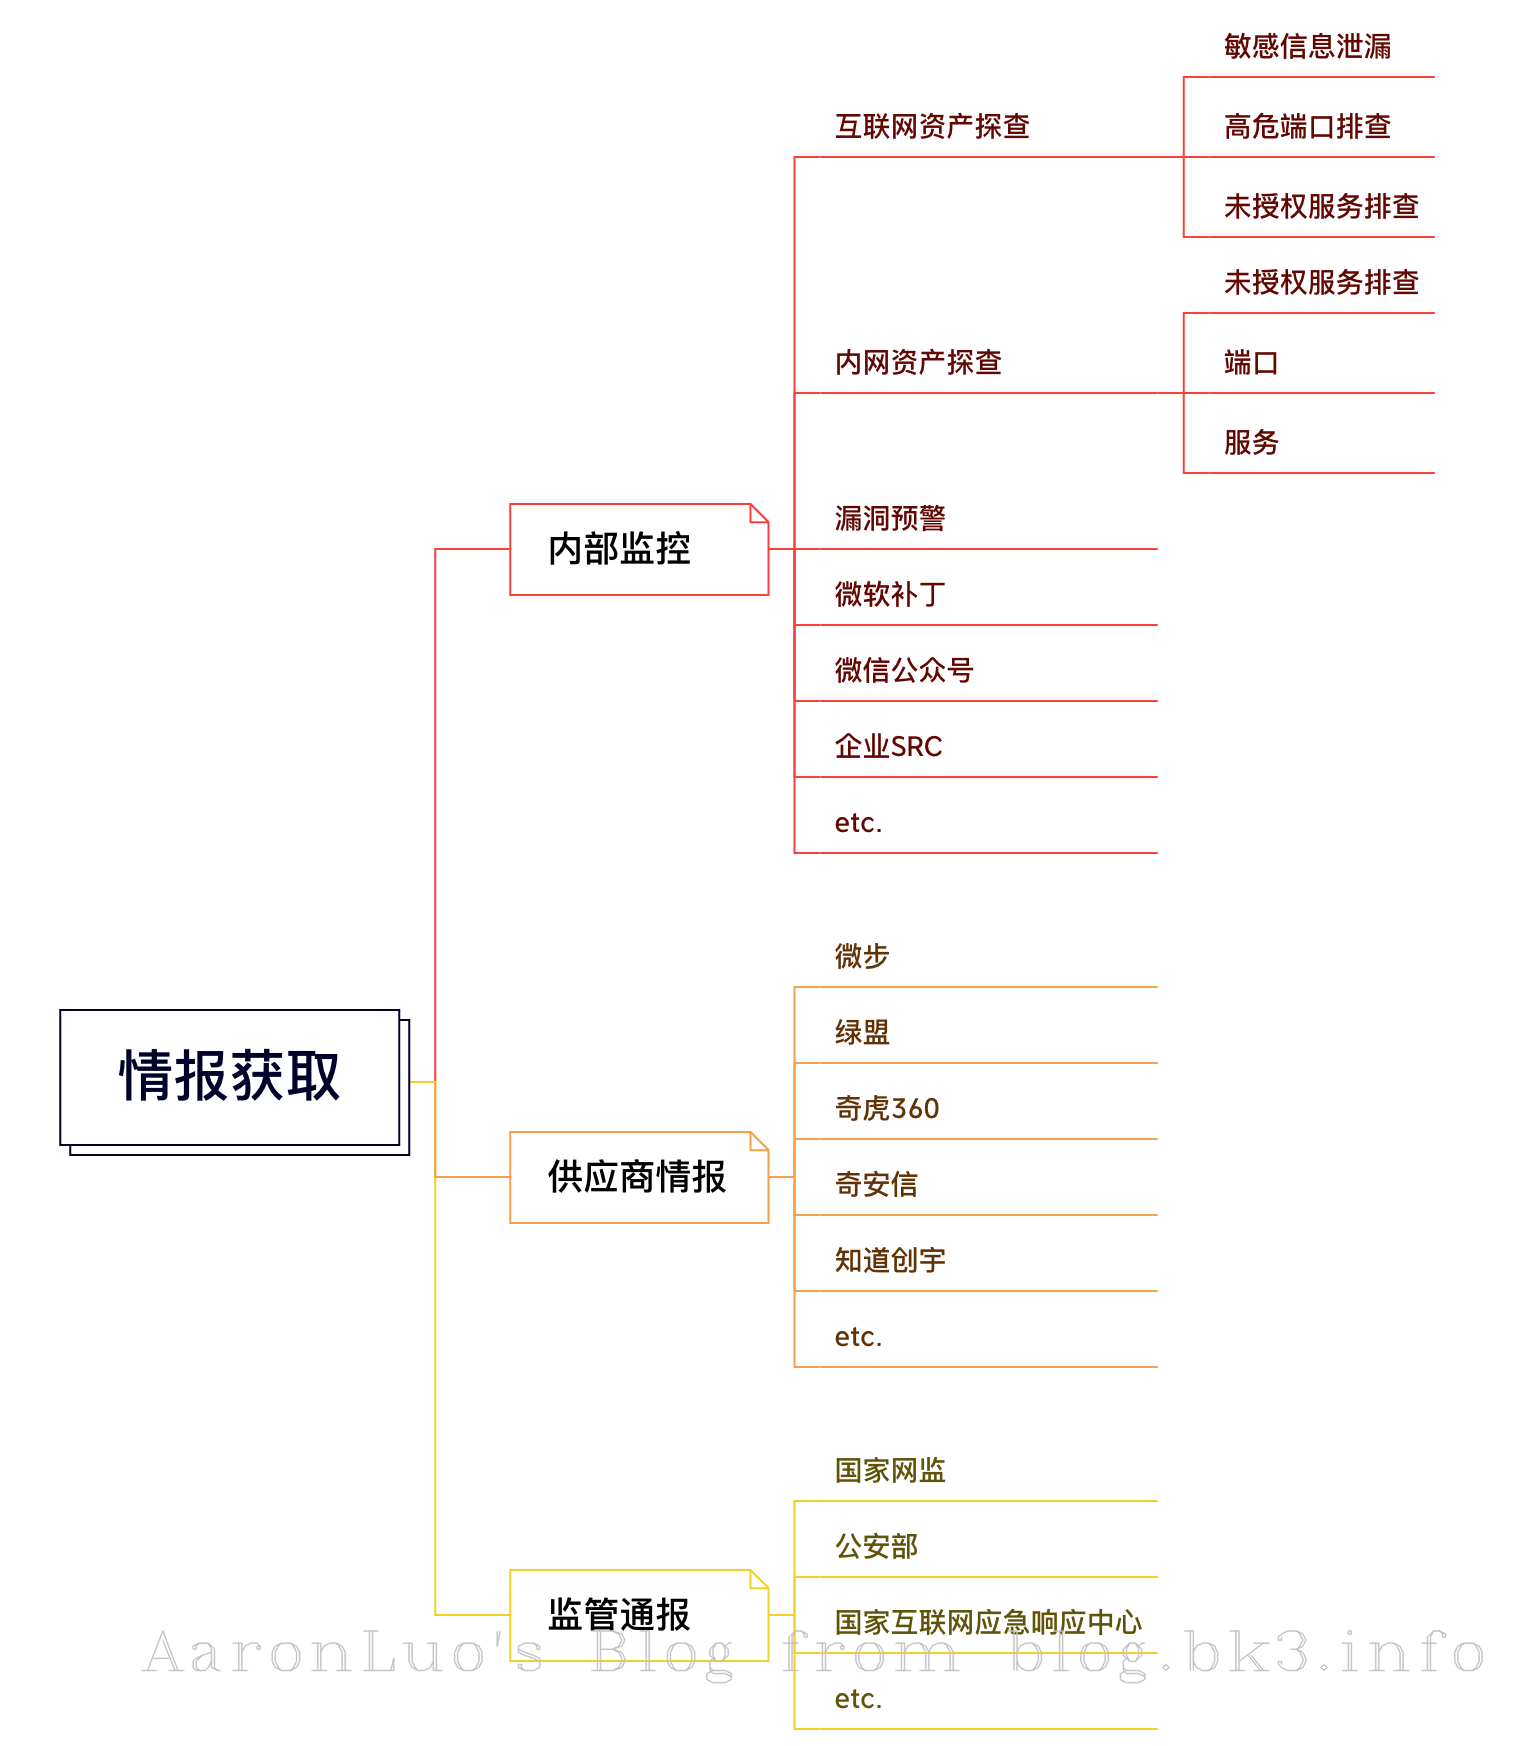 情报获取
内部监控
互联网资产探查
敏感信息泄漏
高危端口排查
未授权服务排查
内网资产探查
未授权服务排查
端口
服务
漏洞预警
微软补丁
微信公众号
企业SRC
etc.
供应商情报
微步
绿盟
奇虎360
奇安信
知道创宇
etc.
监管通报
国家网监
公安部
国家互联网应急响应中心
etc.
AaronLuo's Blog from blog.bk3.info